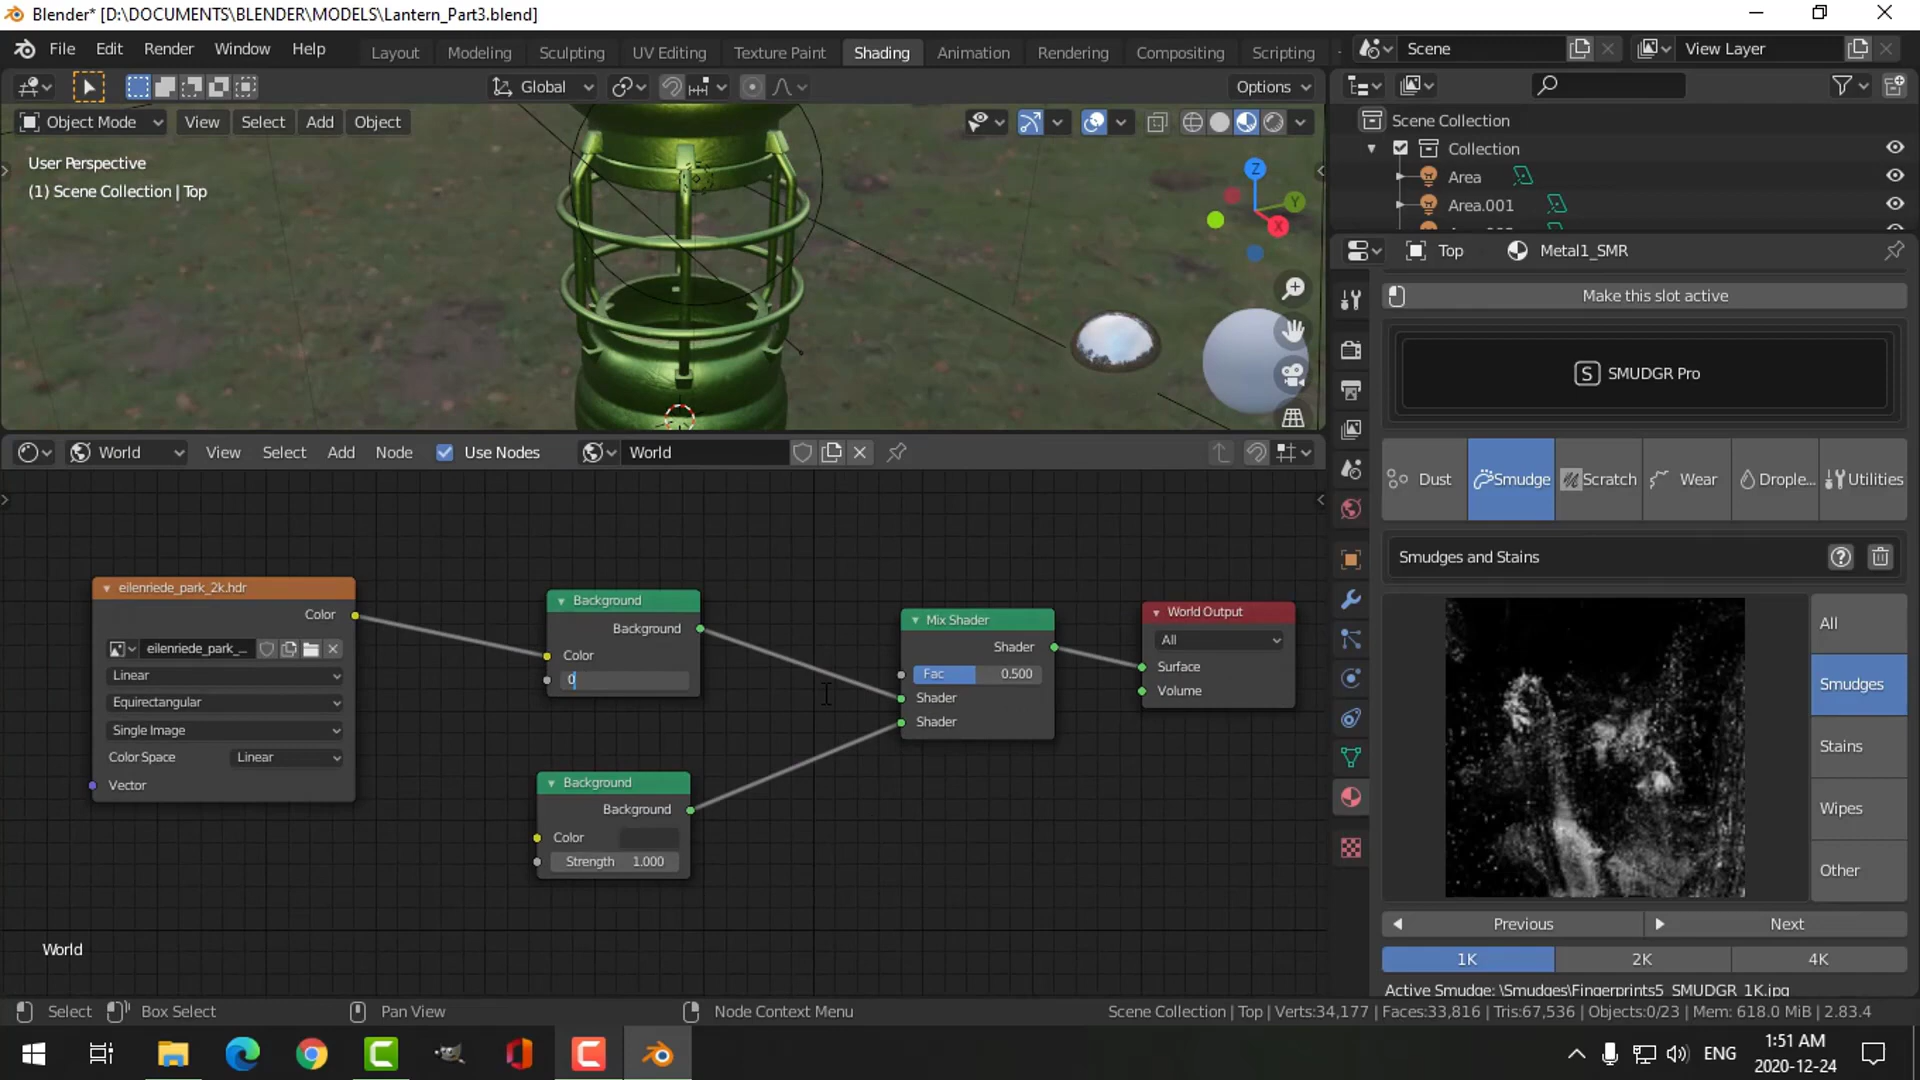 Blender* [D:\DOCUMENTS\BLENDER\MODELS\Lantern_Part3.blend]
File Edit Render Window Help
Layout Modeling Sculpting UV Editing Texture Paint Shading Animation Rendering Compositing Scripting
Scene View Layer
Global Options
Object Mode View Select Add Object
User Perspective
(1) Scene Collection | Top
Z
Y
X
Scene Collection
Collection
Area
Area.001
Top Metal1_SMR
Make this slot active
S SMUDGR Pro
Dust Smudge Scratch Wear Drople... Utilities
Smudges and Stains
All
Smudges
Stains
Wipes
Other
Previous Next
1K 2K 4K
Active Smudge: \Smudges\Fingerprints5_SMUDGR_1K.jpg
World View Select Add Node Use Nodes World
eilenriede_park_2k.hdr
Color
eilenriede_park_...
Linear
Equirectangular
Single Image
Color Space Linear
Vector
Background
Background
Color
0
Background
Background
Color
Strength 1.000
Mix Shader
Shader
Fac 0.500
Shader
Shader
World Output
All
Surface
Volume
World
Select Box Select Pan View Node Context Menu
Scene Collection | Top | Verts:34,177 | Faces:33,816 | Tris:67,536 | Objects:0/23 | Mem: 618.0 MiB | 2.83.4
ENG
1:51 AM
2020-12-24